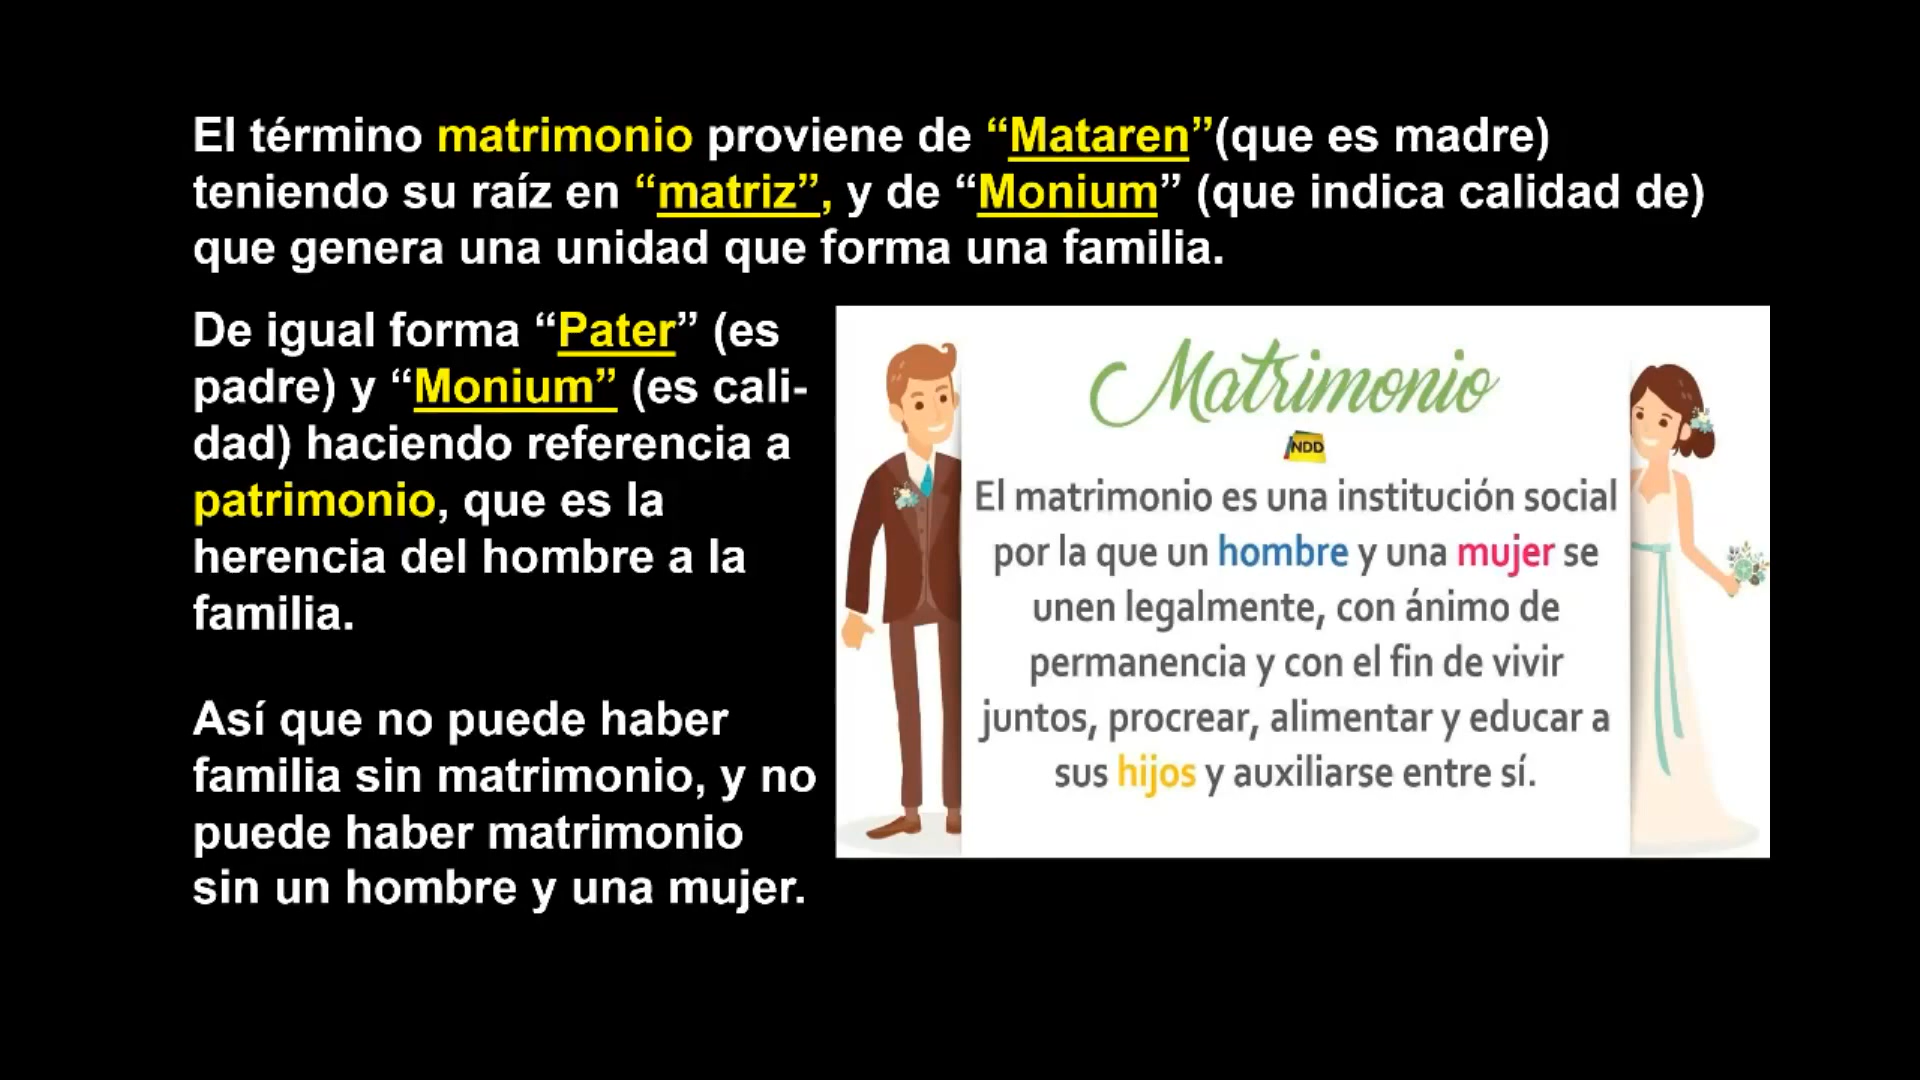 El término matrimonio proviene de “Mataren”(que es madre)
teniendo su raíz en “matriz”, y de “Monium” (que indica calidad de)
que genera una unidad que forma una familia.
De igual forma “Pater” (es
padre) y “Monium” (es cali-
dad) haciendo referencia a
patrimonio, que es la
herencia del hombre a la
familia.
Así que no puede haber
familia sin matrimonio, y no
puede haber matrimonio
sin un hombre y una mujer.
Matrimonio
NDD
El matrimonio es una institución social
por la que un hombre y una mujer se
unen legalmente, con ánimo de
permanencia y con el fin de vivir
juntos, procrear, alimentar y educar a
sus hijos y auxiliarse entre sí.